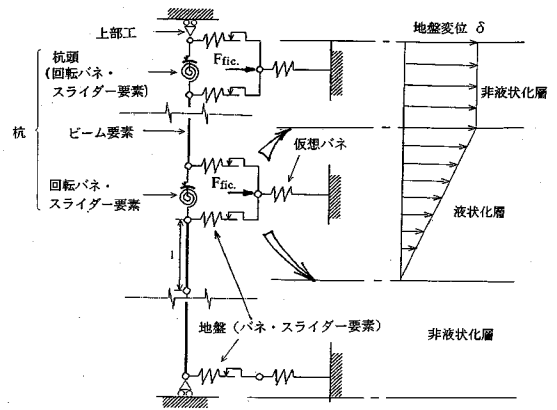 上部工
杭頭
(回転バネ・
スライダー要素)
杭
ビーム要素
回転バネ・
スライダー要素
l
Ffic.
仮想バネ
Ffic.
地盤(バネ・スライダー要素)
地盤変位 δ
非液状化層
液状化層
非液状化層